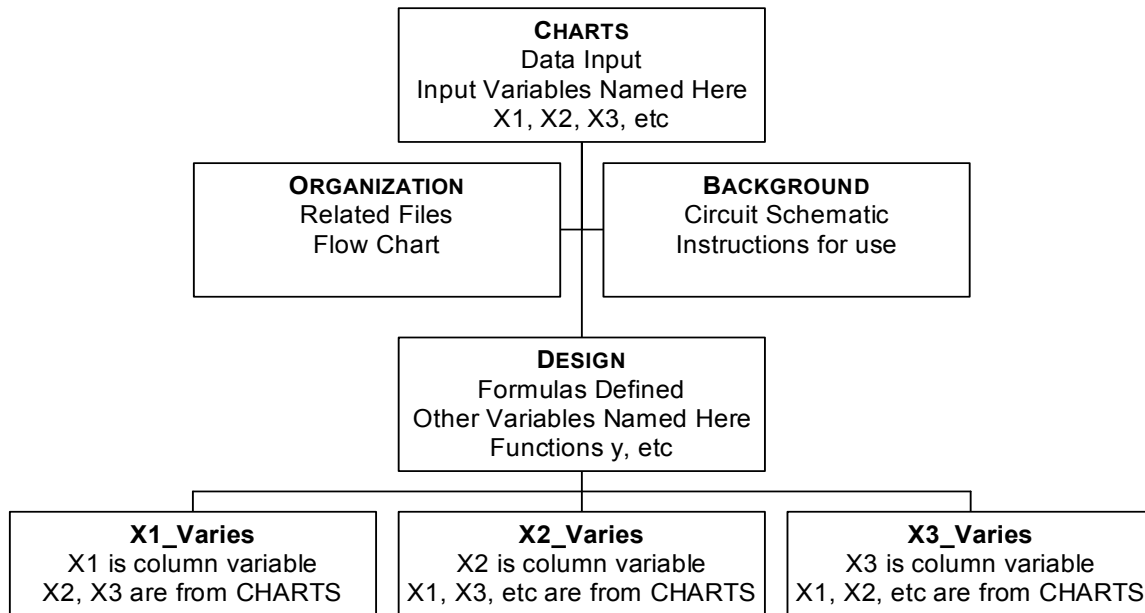 CHARTS
Data Input
Input Variables Named Here
X1, X2, X3, etc
ORGANIZATION
Related Files
Flow Chart
BACKGROUND
Circuit Schematic
Instructions for use
DESIGN
Formulas Defined
Other Variables Named Here
Functions y, etc
X1_Varies
X1 is column variable
X2, X3 are from CHARTS
X2_Varies
X2 is column variable
X1, X3, etc are from CHARTS
X3_Varies
X3 is column variable
X1, X2, etc are from CHARTS